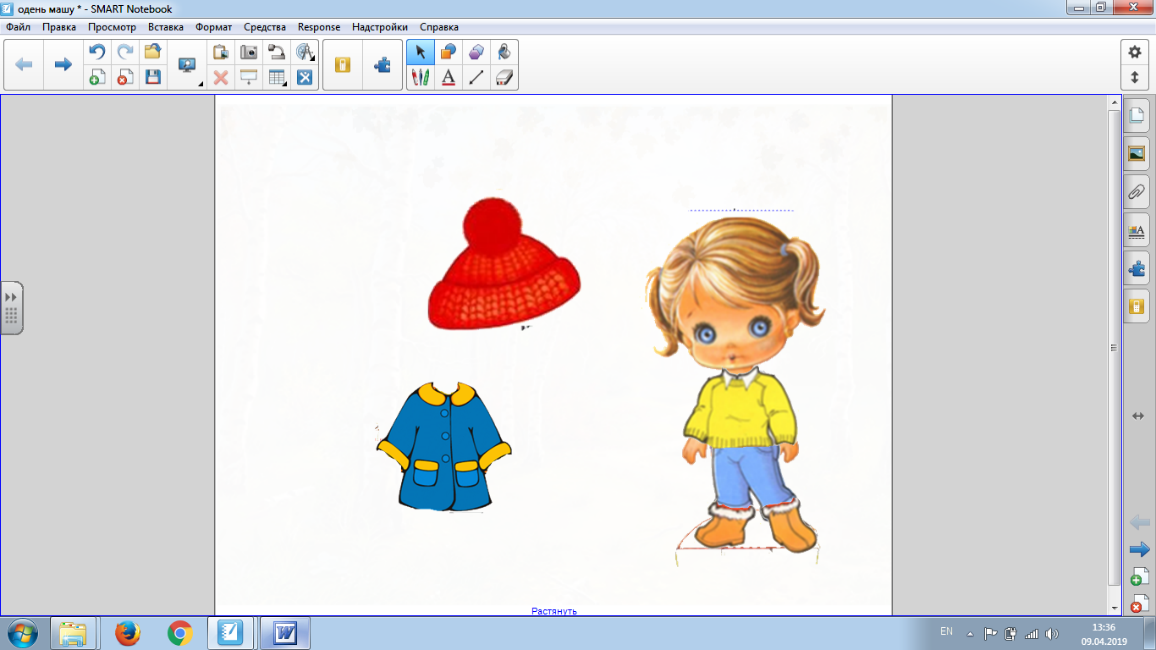 одень машу * - SMART Notebook
Файл Правка Просмотр Вставка Формат Средства Response Надстройки Справка
Растянуть
EN
13:36
09.04.2019